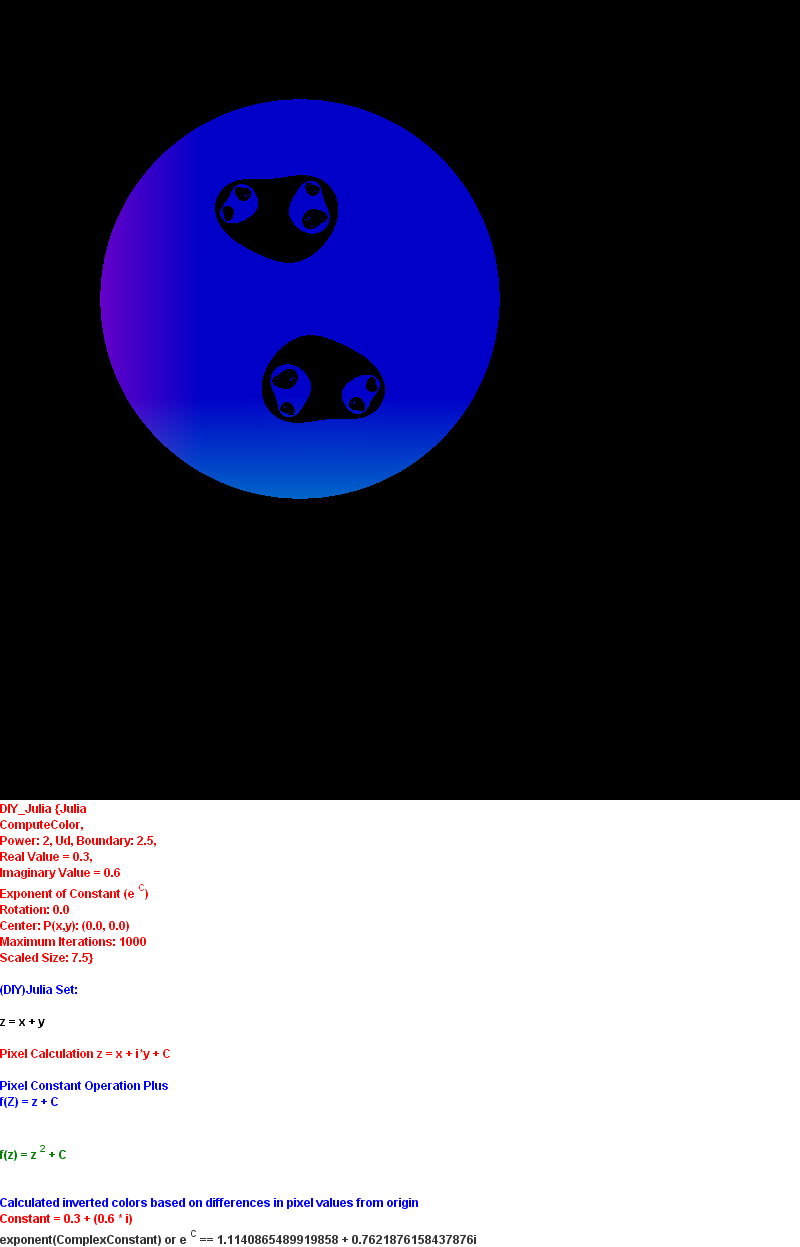 DIY_Julia {Julia
ComputeColor,
Power: 2, Ud, Boundary: 2.5,
Real Value = 0.3,
Imaginary Value = 0.6
Exponent of Constant (e C)
Rotation: 0.0
Center: P(x,y): (0.0, 0.0)
Maximum Iterations: 1000
Scaled Size: 7.5}
(DIY)Julia Set:
z = x + y
Pixel Calculation z = x + i*y + C
Pixel Constant Operation Plus
f(Z) = z + C
f(z) = z 2 + C
Calculated inverted colors based on differences in pixel values from origin
Constant = 0.3 + (0.6 * i)
exponent(ComplexConstant) or e C == 1.1140865489919858 + 0.7621876158437876i